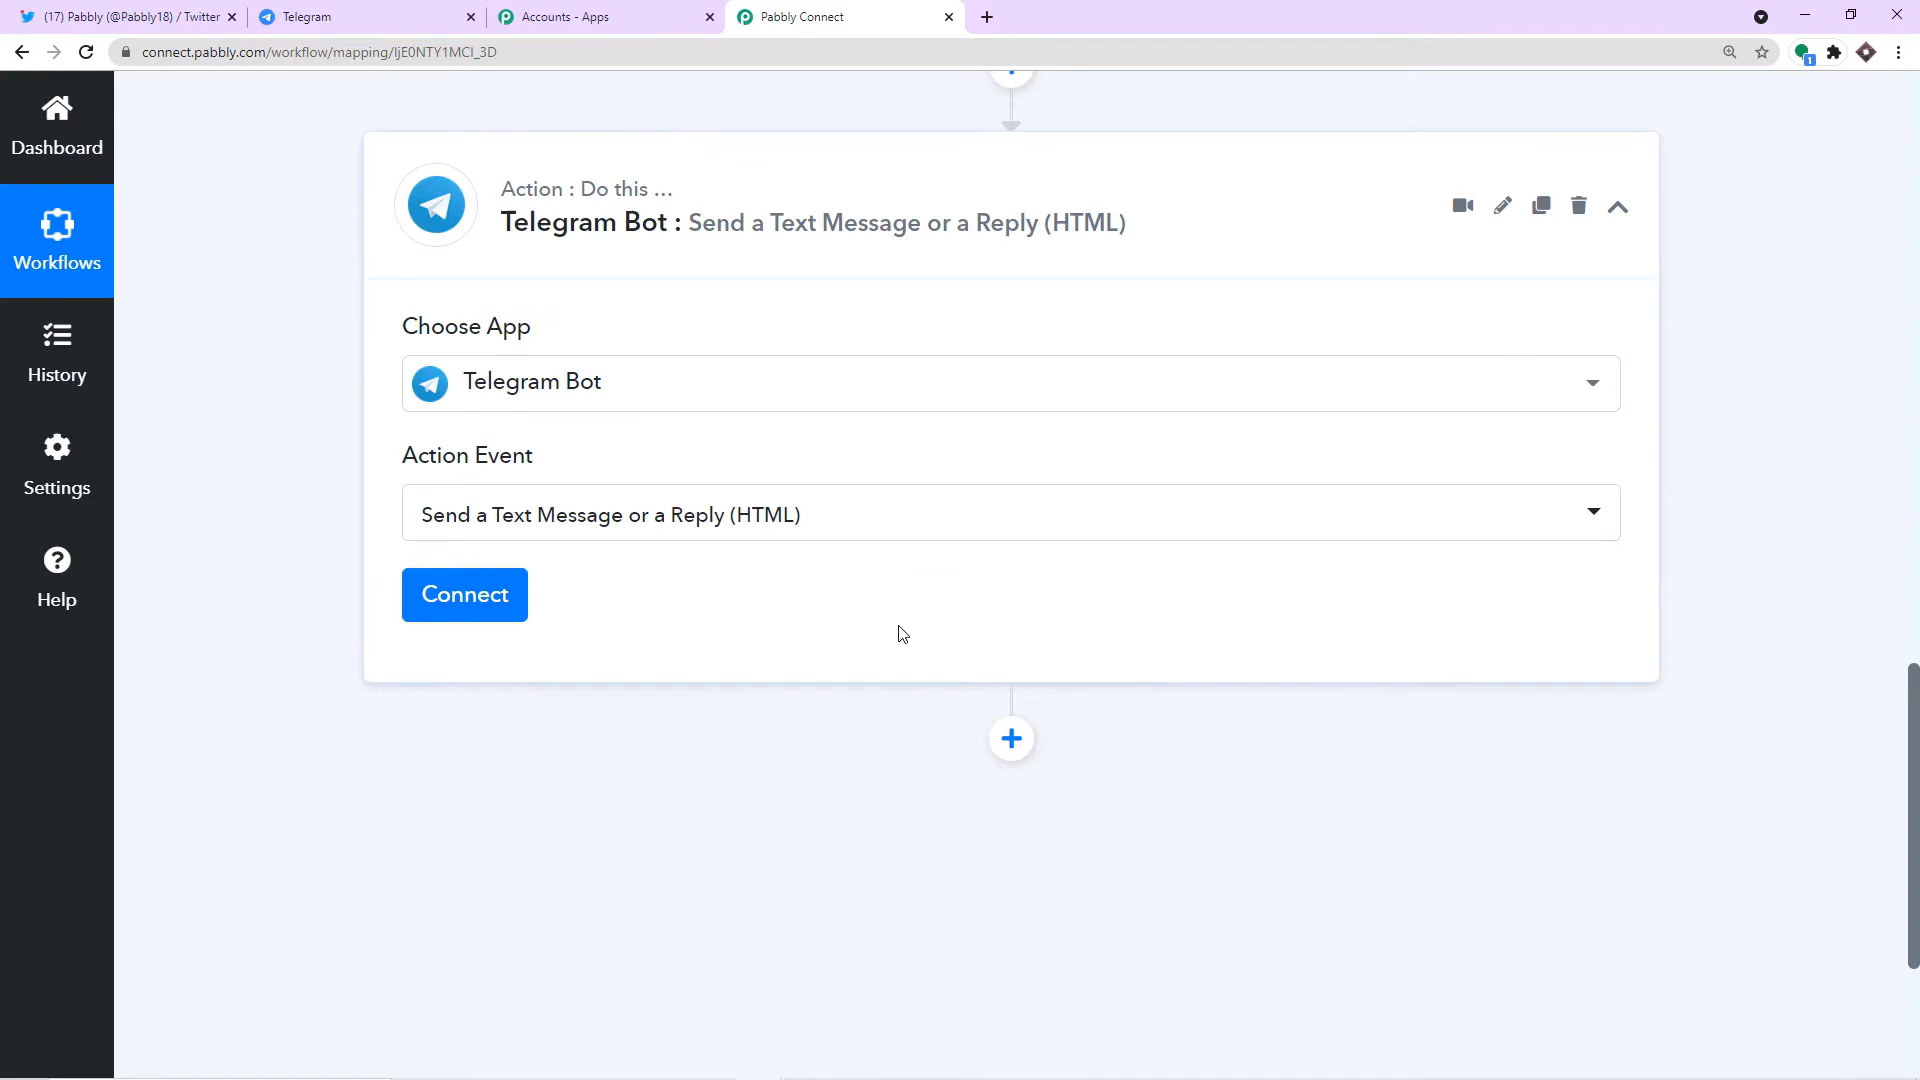 (17) Pabbly (@Pabbly18) / Twitter
Telegram
Accounts - Apps
Pabbly Connect
connect.pabbly.com/workflow/mapping/IjE0NTY1MCI_3D
1
Dashboard
Workflows
History
Settings
Help
Action : Do this ...
Telegram Bot : Send a Text Message or a Reply (HTML)
Choose App
Telegram Bot
Action Event
Send a Text Message or a Reply (HTML)
Connect